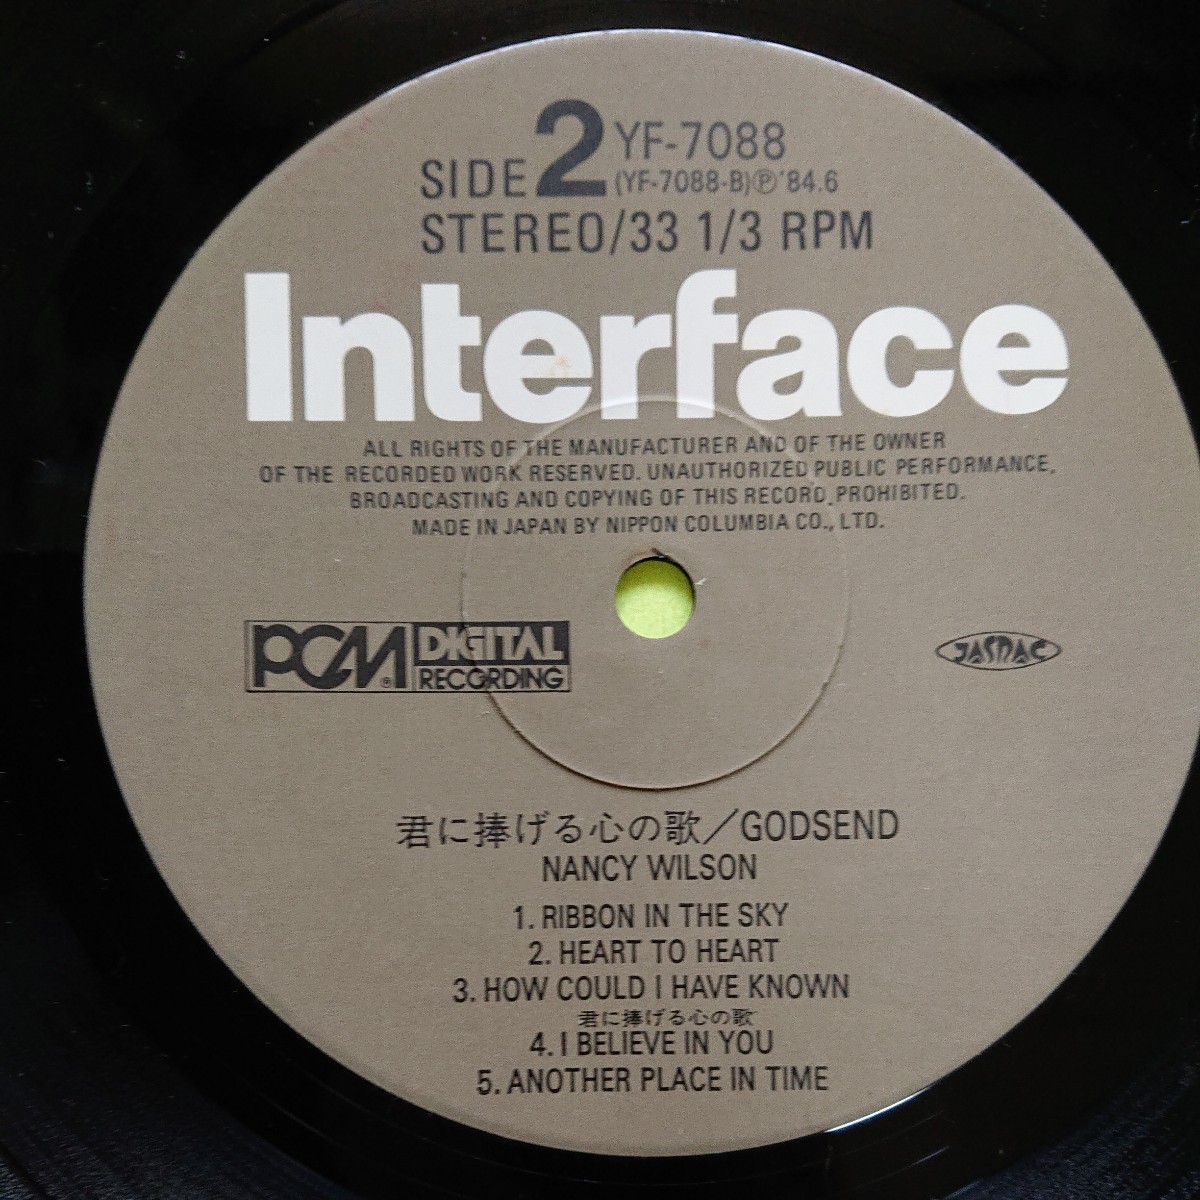 SIDE 2 YF-7088
(YF-7088-B)Ⓟ'84.6
STEREO/33 1/3 RPM
Interface
ALL RIGHTS OF THE MANUFACTURER AND OF THE OWNER
OF THE RECORDED WORK RESERVED. UNAUTHORIZED PUBLIC PERFORMANCE,
BROADCASTING AND COPYING OF THIS RECORD PROHIBITED.
MADE IN JAPAN BY NIPPON COLUMBIA CO., LTD.
PCM® DIGITAL
RECORDING
JASRAC
君に捧げる心の歌／GODSEND
NANCY WILSON
1. RIBBON IN THE SKY
2. HEART TO HEART
3. HOW COULD I HAVE KNOWN
君に捧げる心の歌
4. I BELIEVE IN YOU
5. ANOTHER PLACE IN TIME